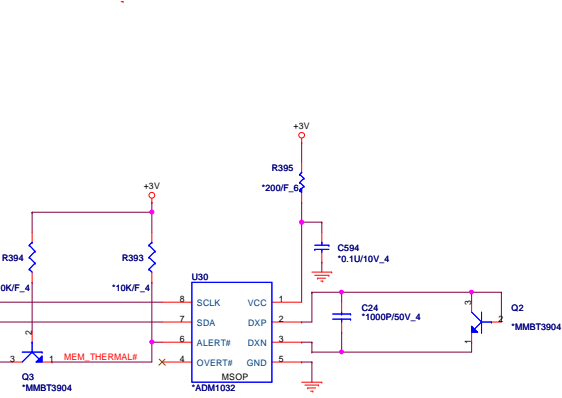 +3V
R395
*200/F_6
+3V
C594
*0.1U/10V_4
R394
R393
0K/F_4
*10K/F_4
U30
8 SCLK VCC 1
7 SDA DXP 2
6 ALERT# DXN 3
4 OVERT# GND 5
MSOP
*ADM1032
C24
*1000P/50V_4
3
2
1
Q2
*MMBT3904
2
3
1
MEM_THERMAL#
Q3
*MMBT3904